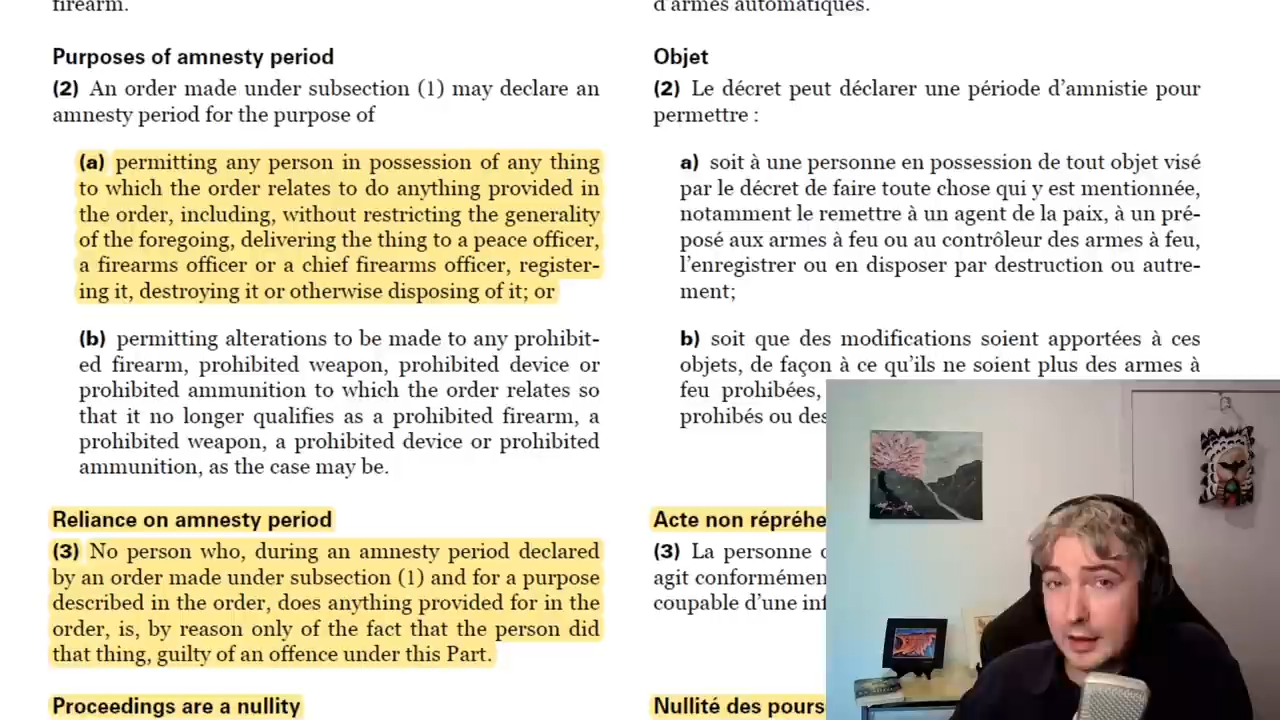 firearm.
Purposes of amnesty period
(2) An order made under subsection (1) may declare an
amnesty period for the purpose of
(a) permitting any person in possession of any thing
to which the order relates to do anything provided in
the order, including, without restricting the generality
of the foregoing, delivering the thing to a peace officer,
a firearms officer or a chief firearms officer, register-
ing it, destroying it or otherwise disposing of it; or
(b) permitting alterations to be made to any prohibit-
ed firearm, prohibited weapon, prohibited device or
prohibited ammunition to which the order relates so
that it no longer qualifies as a prohibited firearm, a
prohibited weapon, a prohibited device or prohibited
ammunition, as the case may be.
Reliance on amnesty period
(3) No person who, during an amnesty period declared
by an order made under subsection (1) and for a purpose
described in the order, does anything provided for in the
order, is, by reason only of the fact that the person did
that thing, guilty of an offence under this Part.
Proceedings are a nullity
d'armes automatiques.
Objet
(2) Le décret peut déclarer une période d'amnistie pour
permettre :
a) soit à une personne en possession de tout objet visé
par le décret de faire toute chose qui y est mentionnée,
notamment le remettre à un agent de la paix, à un pré-
posé aux armes à feu ou au contrôleur des armes à feu,
l'enregistrer ou en disposer par destruction ou autre-
ment;
b) soit que des modifications soient apportées à ces
objets, de façon à ce qu'ils ne soient plus des armes à
feu prohibées,
prohibés ou des
Acte non répréhe
(3) La personne
agit conformémen
coupable d'une inf
Nullité des pours